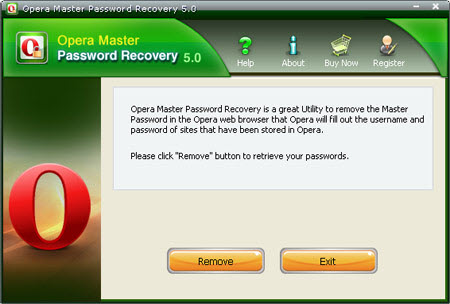 Opera Master Password Recovery 5.0
Opera Master
Password Recovery 5.0
Help
About
Buy Now
Register
Opera Master Password Recovery is a great Utility to remove the Master
Password in the Opera web browser that Opera will fill out the username and
password of sites that have been stored in Opera.
Please click "Remove" button to retrieve your passwords.
Remove
Exit